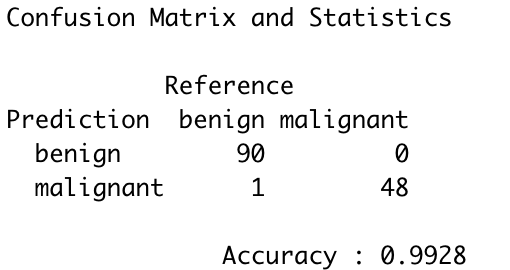 Confusion Matrix and Statistics
Reference
Prediction benign malignant
benign 90 0
malignant 1 48
Accuracy : 0.9928